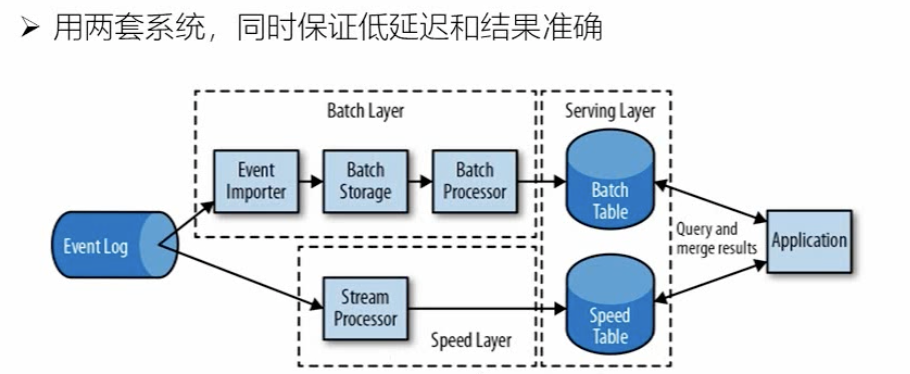 ➢ 用两套系统，同时保证低延迟和结果准确
Batch Layer
Serving Layer
Event
Importer
Batch
Storage
Batch
Processor
Batch
Table
Event Log
Query and
merge results
Application
Stream
Processor
Speed Layer
Speed
Table